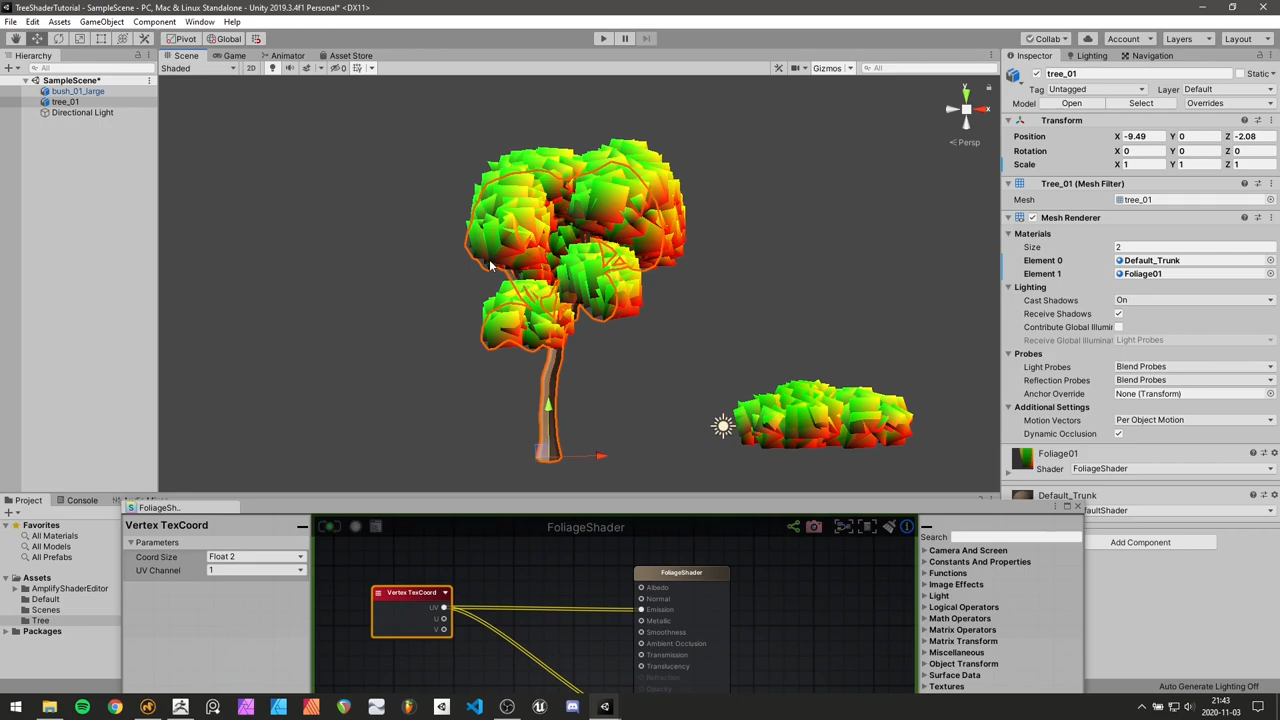 TreeShaderTutorial - SampleScene - PC, Mac & Linux Standalone - Unity 2019.3.4f1 Personal* <DX11>
File Edit Assets GameObject Component Window Help
Pivot Global Collab Account Layers Layout
Hierarchy Scene Game Animator Asset Store Inspector Lighting Navigation
All Shaded 2D 0 Gizmos All tree_01 Static
SampleScene*
bush_01_large
tree_01
Directional Light
Tag Untagged Layer Default
Model Open Select Overrides
Transform
Position X -9.49 Y 0 Z -2.08
Rotation X 0 Y 0 Z 0
Scale X 1 Y 1 Z 1
y
x
Persp
Tree_01 (Mesh Filter)
Mesh tree_01
Mesh Renderer
Materials
Size 2
Element 0 Default_Trunk
Element 1 Foliage01
Lighting
Cast Shadows On
Receive Shadows
Contribute Global Illumin
Receive Global Illuminat Light Probes
Probes
Light Probes Blend Probes
Reflection Probes Blend Probes
Anchor Override None (Transform)
Additional Settings
Motion Vectors Per Object Motion
Dynamic Occlusion
Foliage01
Shader FoliageShader
Default_Trunk
faultShader
Add Component
Project Console
Favorites
All Materials
All Models
All Prefabs
Assets
AmplifyShaderEditor
Default
Scenes
Tree
Packages
FoliageSh..
Vertex TexCoord
Parameters
Coord Size Float 2
UV Channel 1
FoliageShader
Vertex TexCoord
UV
U
V
FoliageShader
Albedo
Normal
Emission
Metallic
Smoothness
Ambient Occlusion
Transmission
Translucency
Refraction
Opacity
Search
Camera And Screen
Constants And Properties
Functions
Image Effects
Light
Logical Operators
Math Operators
Matrix Operators
Matrix Transform
Miscellaneous
Object Transform
Surface Data
Textures
Auto Generate Lighting Off
21:43
2020-11-03